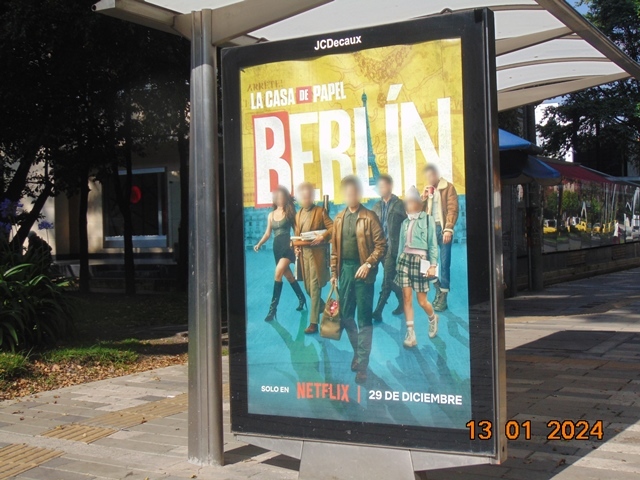 JCDecaux
LA CASA DE PAPEL
BERLÍN
SOLO EN NETFLIX | 29 DE DICIEMBRE
13 01 2024